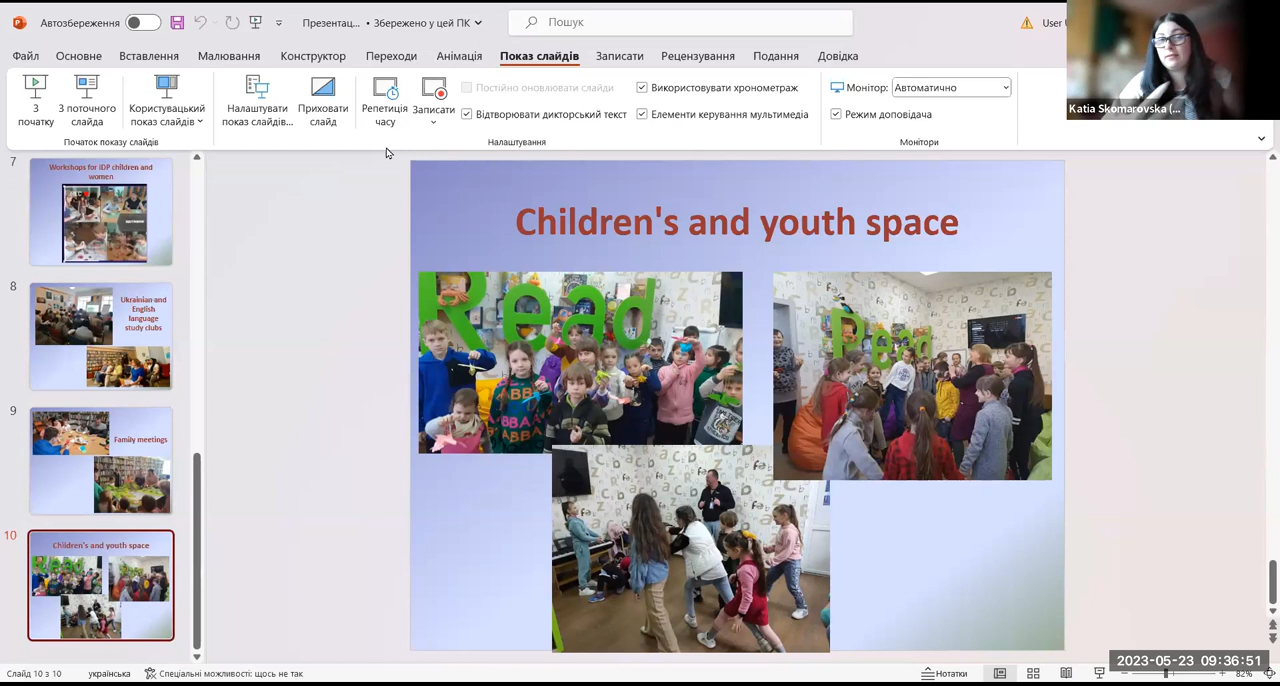 Автозбереження
Презентац... • Збережено у цей ПК
Пошук
User
Файл
Основне
Вставлення
Малювання
Конструктор
Переходи
Анімація
Показ слайдів
Записати
Рецензування
Подання
Довідка
З початку
З поточного слайда
Користувацький показ слайдів
Початок показу слайдів
Налаштувати показ слайдів...
Приховати слайд
Репетиція часу
Записати
Постійно оновлювати слайди
Відтворювати дикторський текст
Використовувати хронометраж
Елементи керування мультимедіа
Налаштування
Монітор:
Автоматично
Режим доповідача
Монітори
Katia Skomarovska (...
7
Workshops for IDP children and
women
8
Ukrainian and
English
language
study clubs
9
Family meetings
10
Children's and youth space
Children's and youth space
Read
Read
ABBA
ABBA
Слайд 10 з 10
українська
Спеціальні можливості: щось не так
Нотатки
82%
2023-05-23 09:36:51